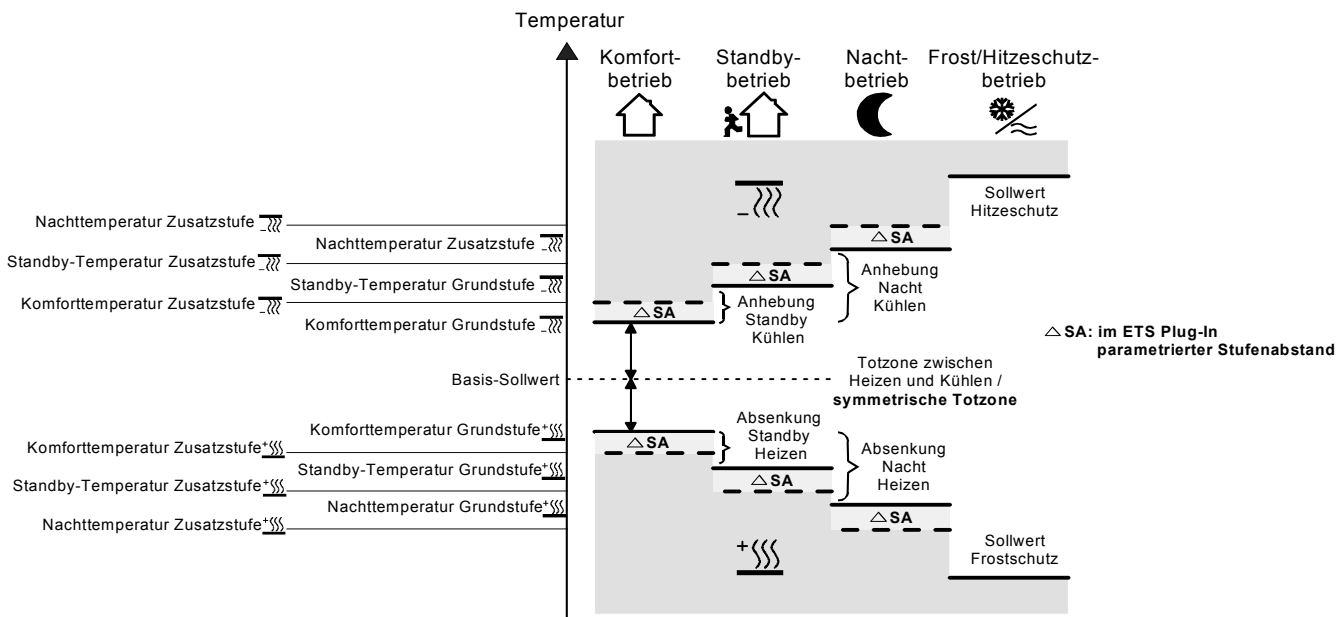 Temperatur
Komfort-
betrieb
Standby-
betrieb
Nacht-
betrieb
Frost/Hitzeschutz-
betrieb
Sollwert
Hitzeschutz
Nachttemperatur Zusatzstufe
Nachttemperatur Zusatzstufe
Standby-Temperatur Zusatzstufe
Standby-Temperatur Grundstufe
Komforttemperatur Zusatzstufe
Komforttemperatur Grundstufe
△ SA
△ SA
△ SA
Anhebung
Standby
Kühlen
Anhebung
Nacht
Kühlen
△ SA: im ETS Plug-In
parametrierter Stufenabstand
Basis-Sollwert
Totzone zwischen
Heizen und Kühlen /
symmetrische Totzone
Komforttemperatur Grundstufe
Komforttemperatur Zusatzstufe
Standby-Temperatur Grundstufe
Standby-Temperatur Zusatzstufe
Nachttemperatur Grundstufe
Nachttemperatur Zusatzstufe
△ SA
△ SA
△ SA
Absenkung
Standby
Heizen
Absenkung
Nacht
Heizen
Sollwert
Frostschutz